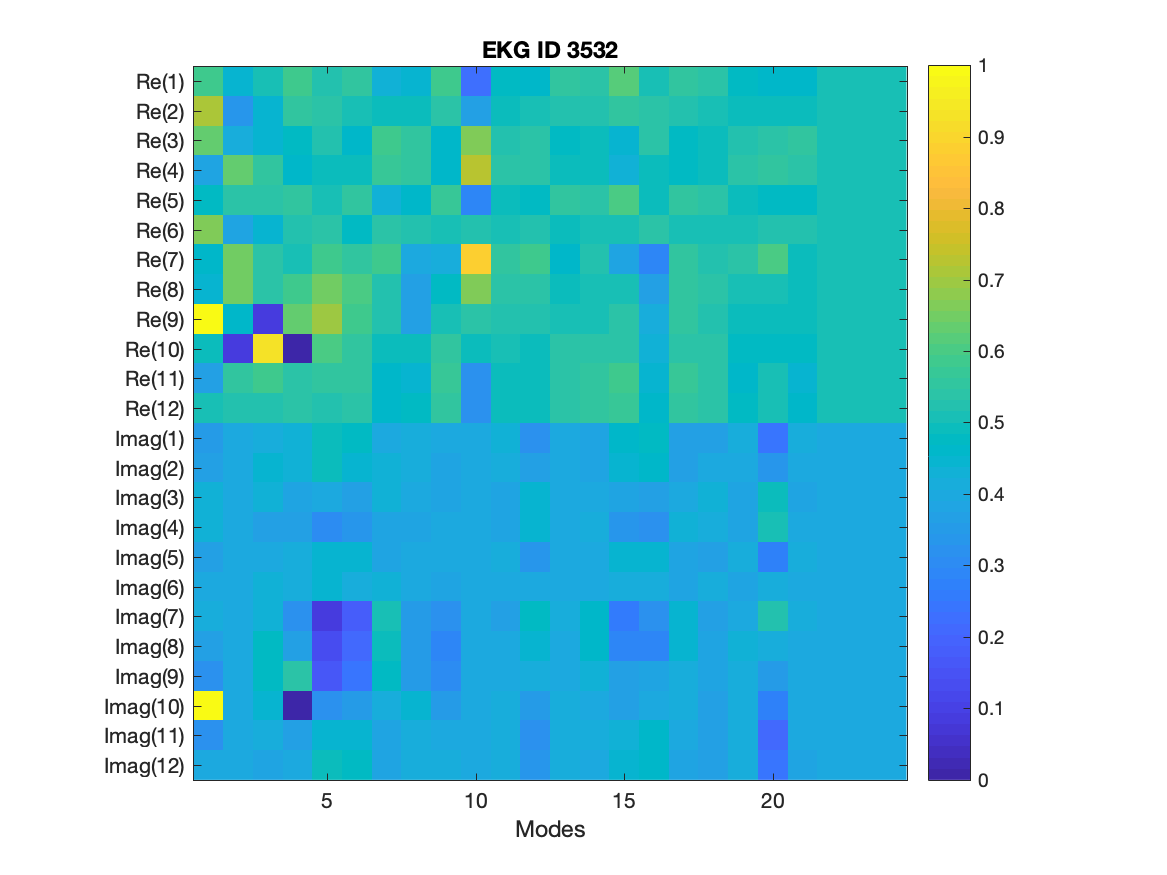 EKG ID 3532
Re(1)
Re(2)
Re(3)
Re(4)
Re(5)
Re(6)
Re(7)
Re(8)
Re(9)
Re(10)
Re(11)
Re(12)
Imag(1)
Imag(2)
Imag(3)
Imag(4)
Imag(5)
Imag(6)
Imag(7)
Imag(8)
Imag(9)
Imag(10)
Imag(11)
Imag(12)
5 10 15 20
Modes
1
0.9
0.8
0.7
0.6
0.5
0.4
0.3
0.2
0.1
0